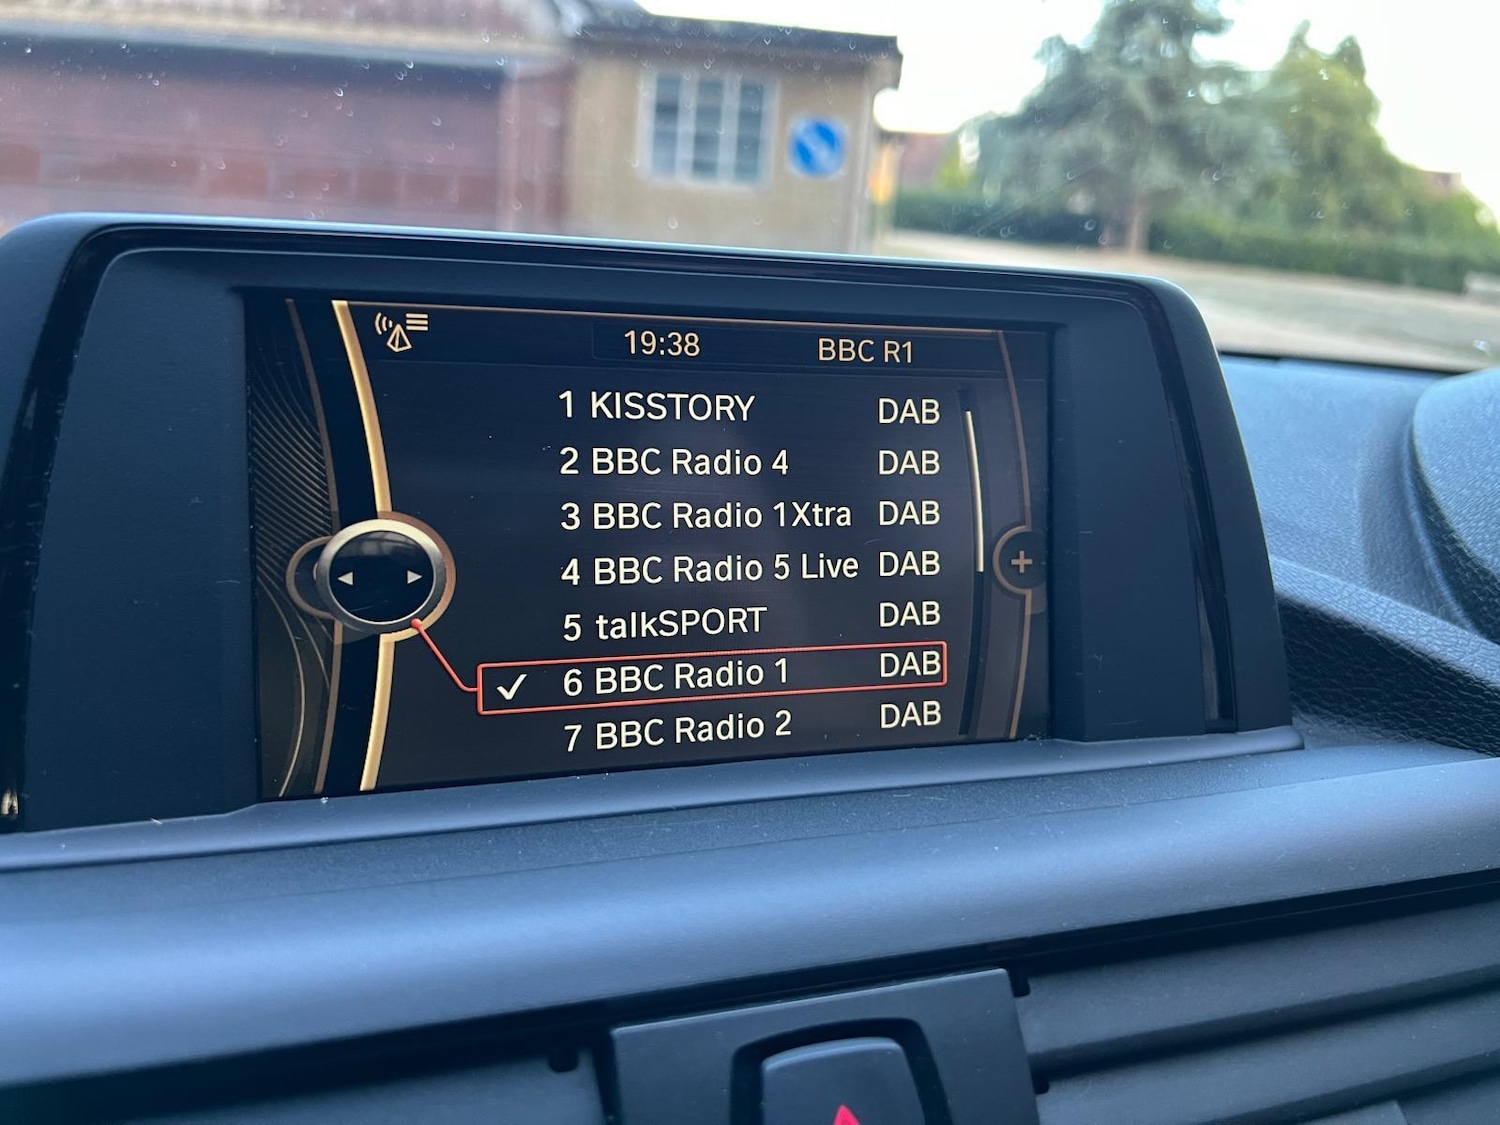 19:38 BBC R1
1 KISSTORY DAB
2 BBC Radio 4 DAB
3 BBC Radio 1Xtra DAB
4 BBC Radio 5 Live DAB
5 talkSPORT DAB
6 BBC Radio 1 DAB
7 BBC Radio 2 DAB